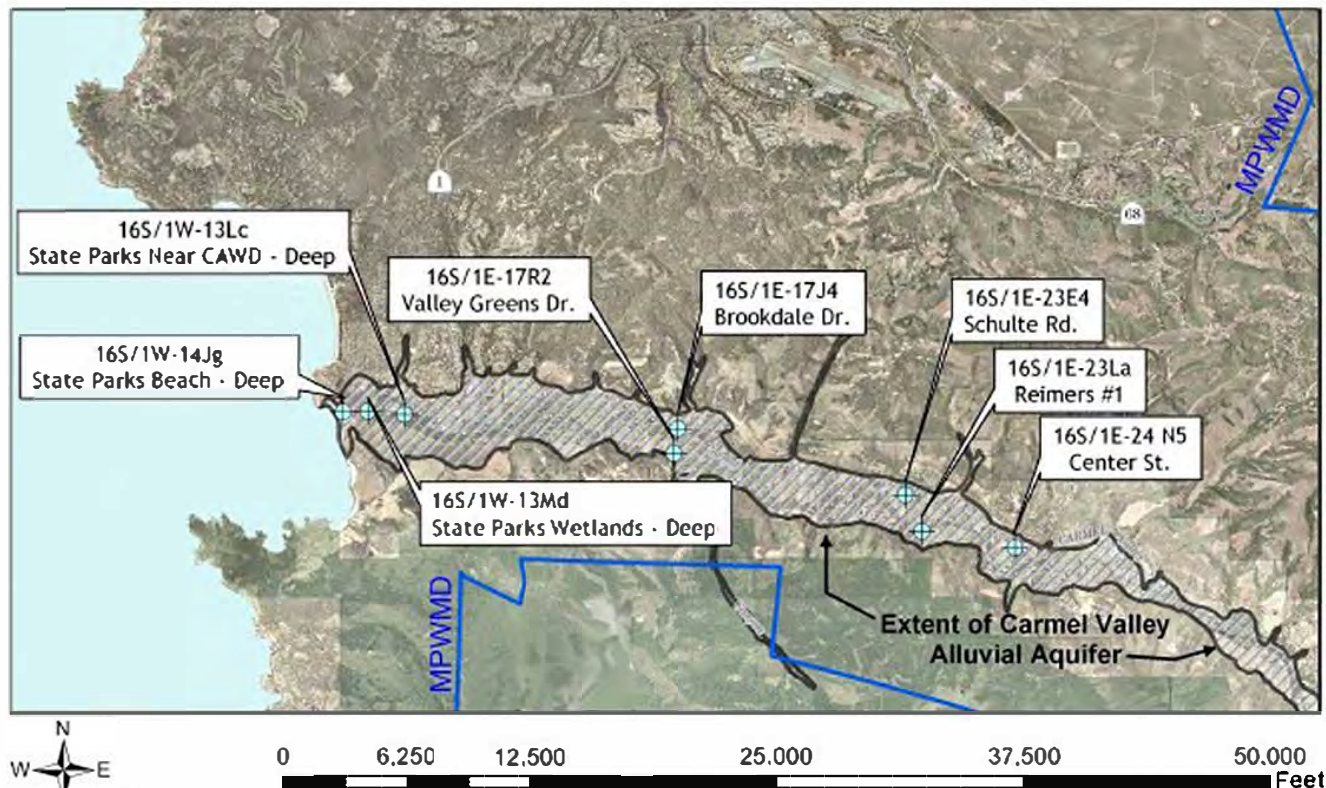 MPWMD
1
68
16S/1W-13Lc
State Parks Near CAWD - Deep
16S/1E-17R2
Valley Greens Dr.
16S/1E-17J4
Brookdale Dr.
16S/1E-23E4
Schulte Rd.
16S/1W-14Jg
State Parks Beach - Deep
16S/1E-23La
Reimers #1
16S/1E-24 N5
Center St.
16S/1W-13Md
State Parks Wetlands - Deep
CARMEL
MPWMD
Extent of Carmel Valley
Alluvial Aquifer
N
W E
0 6,250 12,500 25,000 37,500 50,000
Feet